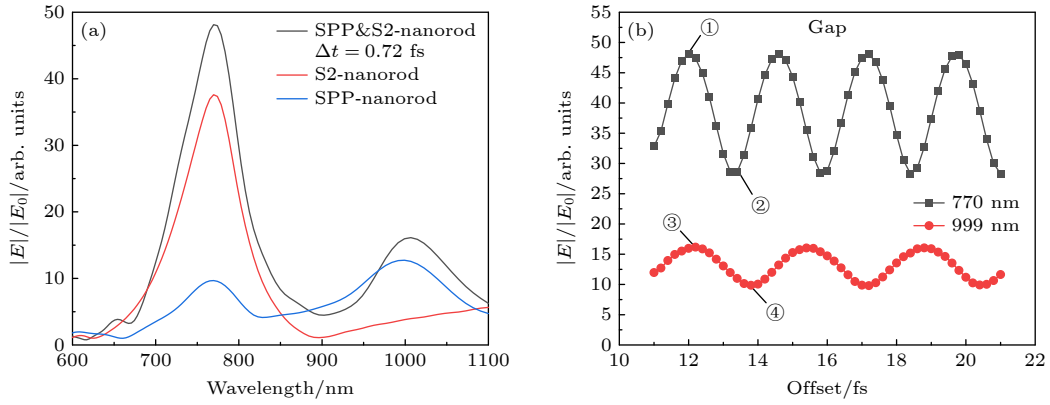 (a)
SPP&S2-nanorod
Δt = 0.72 fs
S2-nanorod
SPP-nanorod
50
40
30
20
10
0
600 700 800 900 1000 1100
Wavelength/nm
|E|/|E₀|/arb. units
(b)
Gap
①
②
③
④
770 nm
999 nm
55
50
45
40
35
30
25
20
15
10
5
0
10 12 14 16 18 20 22
Offset/fs
|E|/|E₀|/arb. units